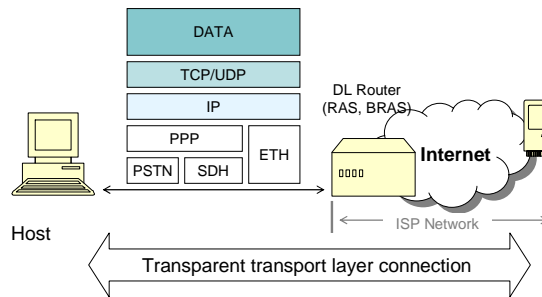 DATA
TCP/UDP
IP
PPP
ETH
PSTN
SDH
DL Router
(RAS, BRAS)
Internet
ISP Network
Host
Transparent transport layer connection